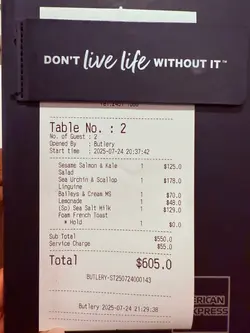 DON'T live life WITHOUT IT™
Table No. : 2
No. of Guest : 2
Opened By : Butlery
Start time : 2025-07-24 20:37:42
Sesame Salmon & Kale 1 $125.0
Salad
Sea Urchin & Scallop 1 $178.0
Linguine
Baileys & Cream MS 1 $70.0
Lemonade 1 $48.0
(Sp) Sea Salt Milk 1 $129.0
Foam French Toast
* Hold 1 $0.0
Sub Total $550.0
Service Charge $55.0
Total $605.0
BUTLERY-ST250724000143
Butlery 2025-07-24 21:29:38
AMERICAN
EXPRESS